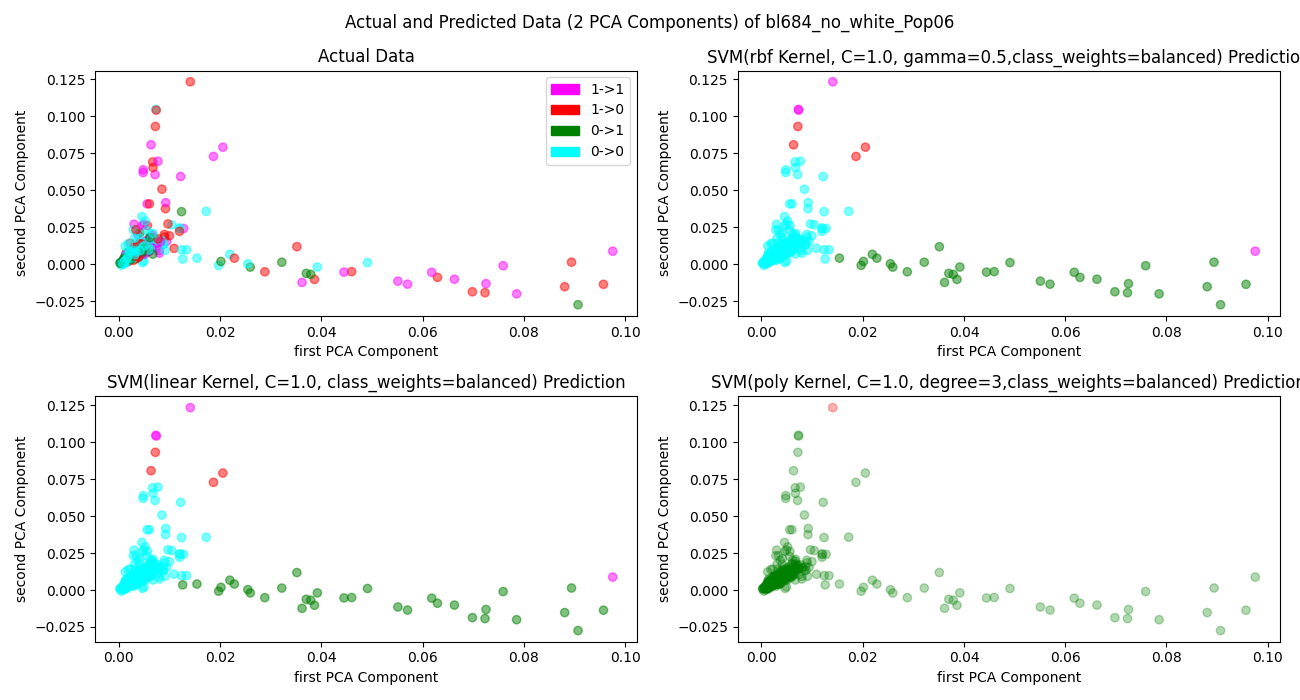 Actual and Predicted Data (2 PCA Components) of bl684_no_white_Pop06
Actual Data
0.125
0.100
0.075
0.050
0.025
0.000
−0.025
second PCA Component
1->1
1->0
0->1
0->0
0.00 0.02 0.04 0.06 0.08 0.10
first PCA Component
SVM(rbf Kernel, C=1.0, gamma=0.5,class_weights=balanced) Predictio
0.125
0.100
0.075
0.050
0.025
0.000
−0.025
second PCA Component
0.00 0.02 0.04 0.06 0.08 0.10
first PCA Component
SVM(linear Kernel, C=1.0, class_weights=balanced) Prediction
0.125
0.100
0.075
0.050
0.025
0.000
−0.025
second PCA Component
0.00 0.02 0.04 0.06 0.08 0.10
first PCA Component
SVM(poly Kernel, C=1.0, degree=3,class_weights=balanced) Prediction
0.125
0.100
0.075
0.050
0.025
0.000
−0.025
second PCA Component
0.00 0.02 0.04 0.06 0.08 0.10
first PCA Component